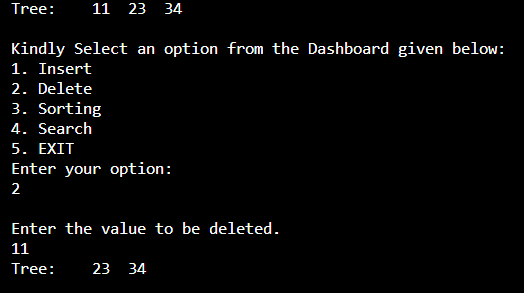 Tree:    11  23  34
Kindly Select an option from the Dashboard given below:
1. Insert
2. Delete
3. Sorting
4. Search
5. EXIT
Enter your option:
2
Enter the value to be deleted.
11
Tree:    23  34